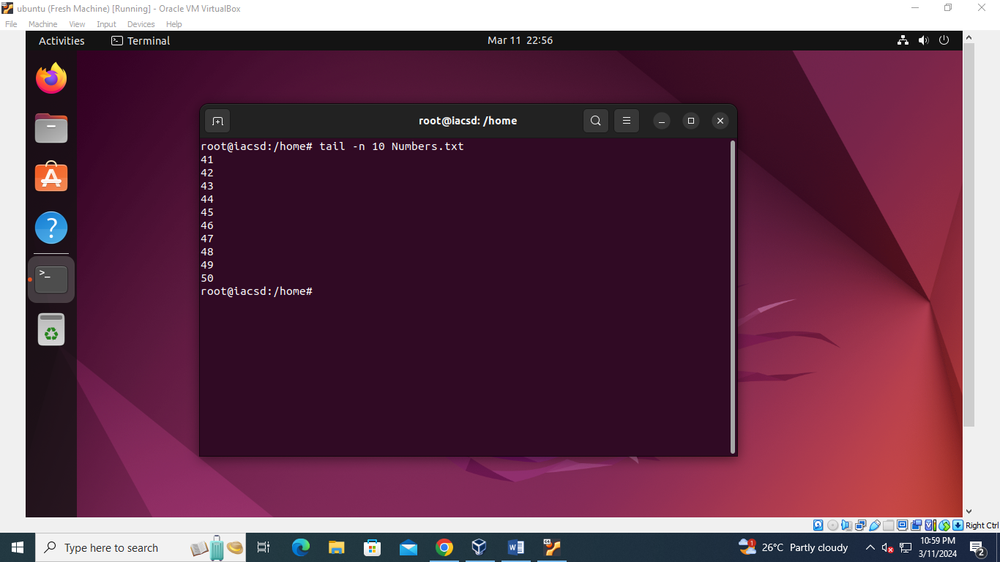 ubuntu (Fresh Machine) [Running] - Oracle VM VirtualBox
File Machine View Input Devices Help
Activities Terminal Mar 11 22:56
root@iacsd: /home
root@iacsd:/home# tail -n 10 Numbers.txt
41
42
43
44
45
46
47
48
49
50
root@iacsd:/home#
Right Ctrl
Type here to search
26°C Partly cloudy
10:59 PM
3/11/2024
2